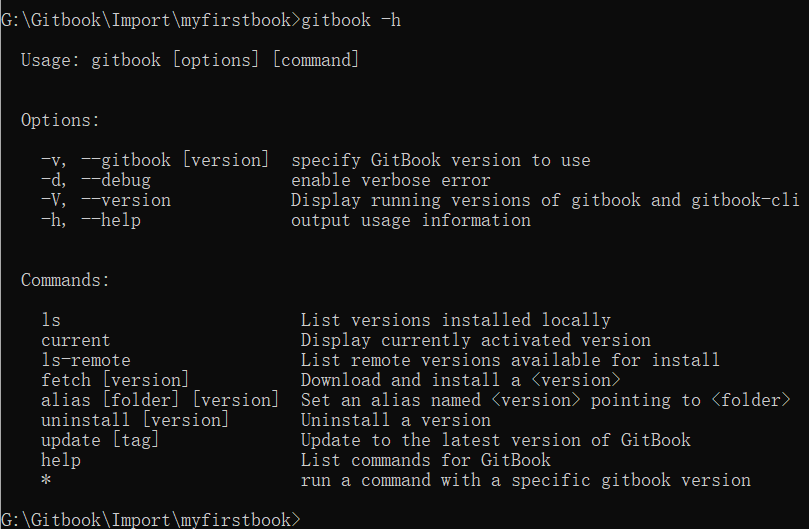 G:\Gitbook\Import\myfirstbook>gitbook -h
Usage: gitbook [options] [command]
Options:
-v, --gitbook [version]  specify GitBook version to use
-d, --debug              enable verbose error
-V, --version            Display running versions of gitbook and gitbook-cli
-h, --help               output usage information
Commands:
ls                        List versions installed locally
current                   Display currently activated version
ls-remote                 List remote versions available for install
fetch [version]           Download and install a <version>
alias [folder] [version]  Set an alias named <version> pointing to <folder>
uninstall [version]       Uninstall a version
update [tag]              Update to the latest version of GitBook
help                      List commands for GitBook
*                         run a command with a specific gitbook version
G:\Gitbook\Import\myfirstbook>